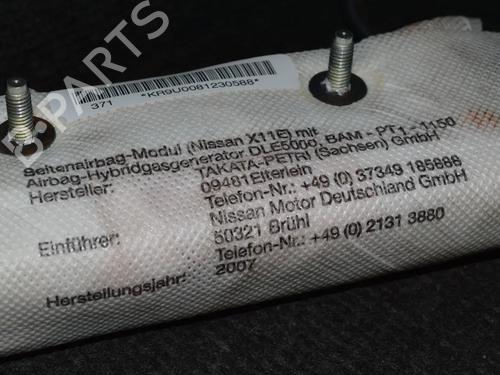 B-PARTS
371
*KR9U0081230588*
Seitenairbag-Modul (Nissan X11E) mit
Airbag-Hybridgasgenerator DLE5000, BAM - PT1 - 1150
Hersteller: TAKATA-PETRI (Sachsen) GmbH
09481Elterlein
Telefon-Nr.: +49 (0) 37349 185888
Nissan Motor Deutschland GmbH
Einführer: 50321 Brühl
Telefon-Nr.: +49 (0) 2131 3880
Herstellungsjahr: 2007